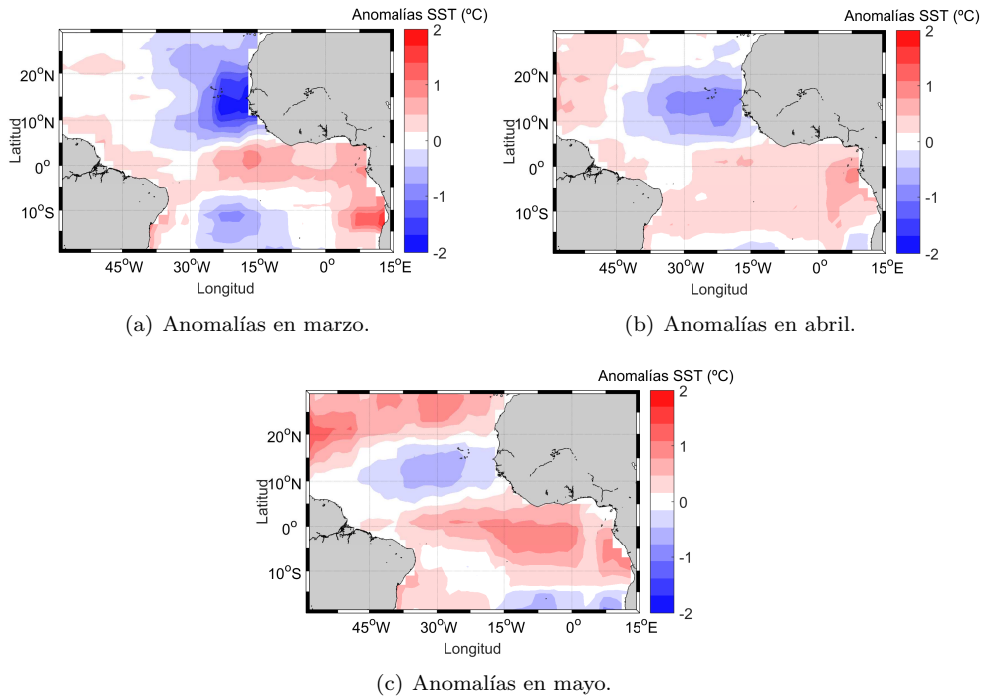 Anomalías SST (ºC)
2
1
0
-1
-2
20°N
10°N
0°
10°S
Latitud
45°W
30°W
15°W
0°
15°E
Longitud
(a) Anomalías en marzo.
Anomalías SST (ºC)
2
1
0
-1
-2
20°N
10°N
0°
10°S
Latitud
45°W
30°W
15°W
0°
15°E
Longitud
(b) Anomalías en abril.
Anomalías SST (ºC)
2
1
0
-1
-2
20°N
10°N
0°
10°S
Latitud
45°W
30°W
15°W
0°
15°E
Longitud
(c) Anomalías en mayo.